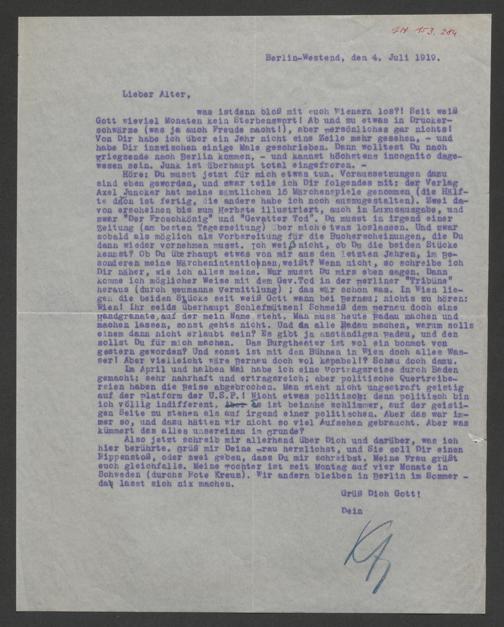 JN 153.284
Berlin-Westend, den 4. Juli 1919.
Lieber Alter,
was istdenn bloß mit euch Wienern los?! Seit weiß
Gott wieviel Monaten kein Sterbenswort! Ab und zu etwas in Drucker-
schwärze (was ja auch Freude macht!), aber persönliches gar nichts!
Von Dir habe ich über ein Jahr nicht eine Zeile mehr gesehen, - und
habe Dir inzwischen einige Male geschrieben. Dann wolltest Du nach
Kriegsende nach Berlin kommen, - und kannst höchstens incognito dage-
wesen sein. Junk ist überhaupt total eingefroren. -
Höre: Du musst jetzt für mich etwas tun. Voraussetzungen dazu
sind eben geworden, und zwar teile ich Dir folgendes mit: der Verlag
Axel Juncker hat meine sämtlichen 15 Märchenspiele genommen (die Hälf-
te davon ist fertig, die andere habe ich noch auszugestalten). Zwei da-
von erscheinen bis zum Herbste illustriert, auch in Luxusausgabe, und
zwar "Der Froschkönig" und "Gevatter Tod". Du musst in irgend einer
Zeitung (am besten Tageszeitung) über mich etwas loslassen. Und zwar
sobald als möglich als Vorbereitung für die Bucherscheinungen, die Du
dann wieder vornehmen musst. Ich weiß nicht, ob Du die beiden Stücke
kennst? Ob Du überhaupt etwas von mir aus den letzten Jahren, im be-
sonderen meine Märchenintentionen, weißt? Wenn nicht, so schreibe ich
Dir näher, wie ich alles meine. Nur musst Du mirs eben sagen. Dann
komme ich möglicher Weise mit dem Gev.Tod in der Berliner "Tribüne"
heraus (durch Neumanns Vermittlung) ; das wär schon was. In Wien lie-
gen die beiden Stücke seit weiß Gott wann bei Bernau; nichts zu hören:
Wien! Ihr seids überhaupt Schlafmützen! Schmeiß dem Bernau doch eine
Handgranate, auf der mein Name steht. Man muss heute Radau machen und
machen lassen, sonst gehts nicht. Und da alle Radau machen, warum solls
einem dann nicht erlaubt sein? Es gibt ja anständigen Radau, und den
sollst Du für mich machen. Das Burgtheater ist wol ein Bonmot von
gestern geworden? Und sonst ist mit den Bühnen in Wien doch alles Was-
ser! Aber vielleicht wäre Bernau doch wol kapabel!? Schau doch dazu.
Im April und halben Mai habe ich eine Vortragsreise durch Baden
gemacht; sehr nahrhaft und ertragreich; aber politische Quertreibe-
reien haben die Reise abgebrochen. Man steht nicht ungestraft geistig
auf der Platform der U.S.P.! Nicht etwa politisch; denn politisch bin
ich völlig indifferent. Es ist beinahe schlimmer, auf der geisti-
gen Seite zu stehen als auf irgend einer politischen. Aber das war im-
mer so, und dazu hätten wir nicht so viel Aufsehen gebraucht. Aber was
kümmert das alles unsereinen im Grunde?
Also jetzt schreib mir allerhand über Dich und darüber, was ich
hier berührte. Grüß mir Deine Frau herzlichst, und Sie soll Dir einen
Rippenstoß, oder zwei geben, dass Du mir schreibst. Meine Frau grüßt
euch gleichfalls. Meine Tochter ist seit Montag auf vier Monate in
Schweden (durchs Rote Kreuz). Wir andern bleiben in Berlin im Sommer -
da lässt sich nix machen.
Grüß Dich Gott!
Dein